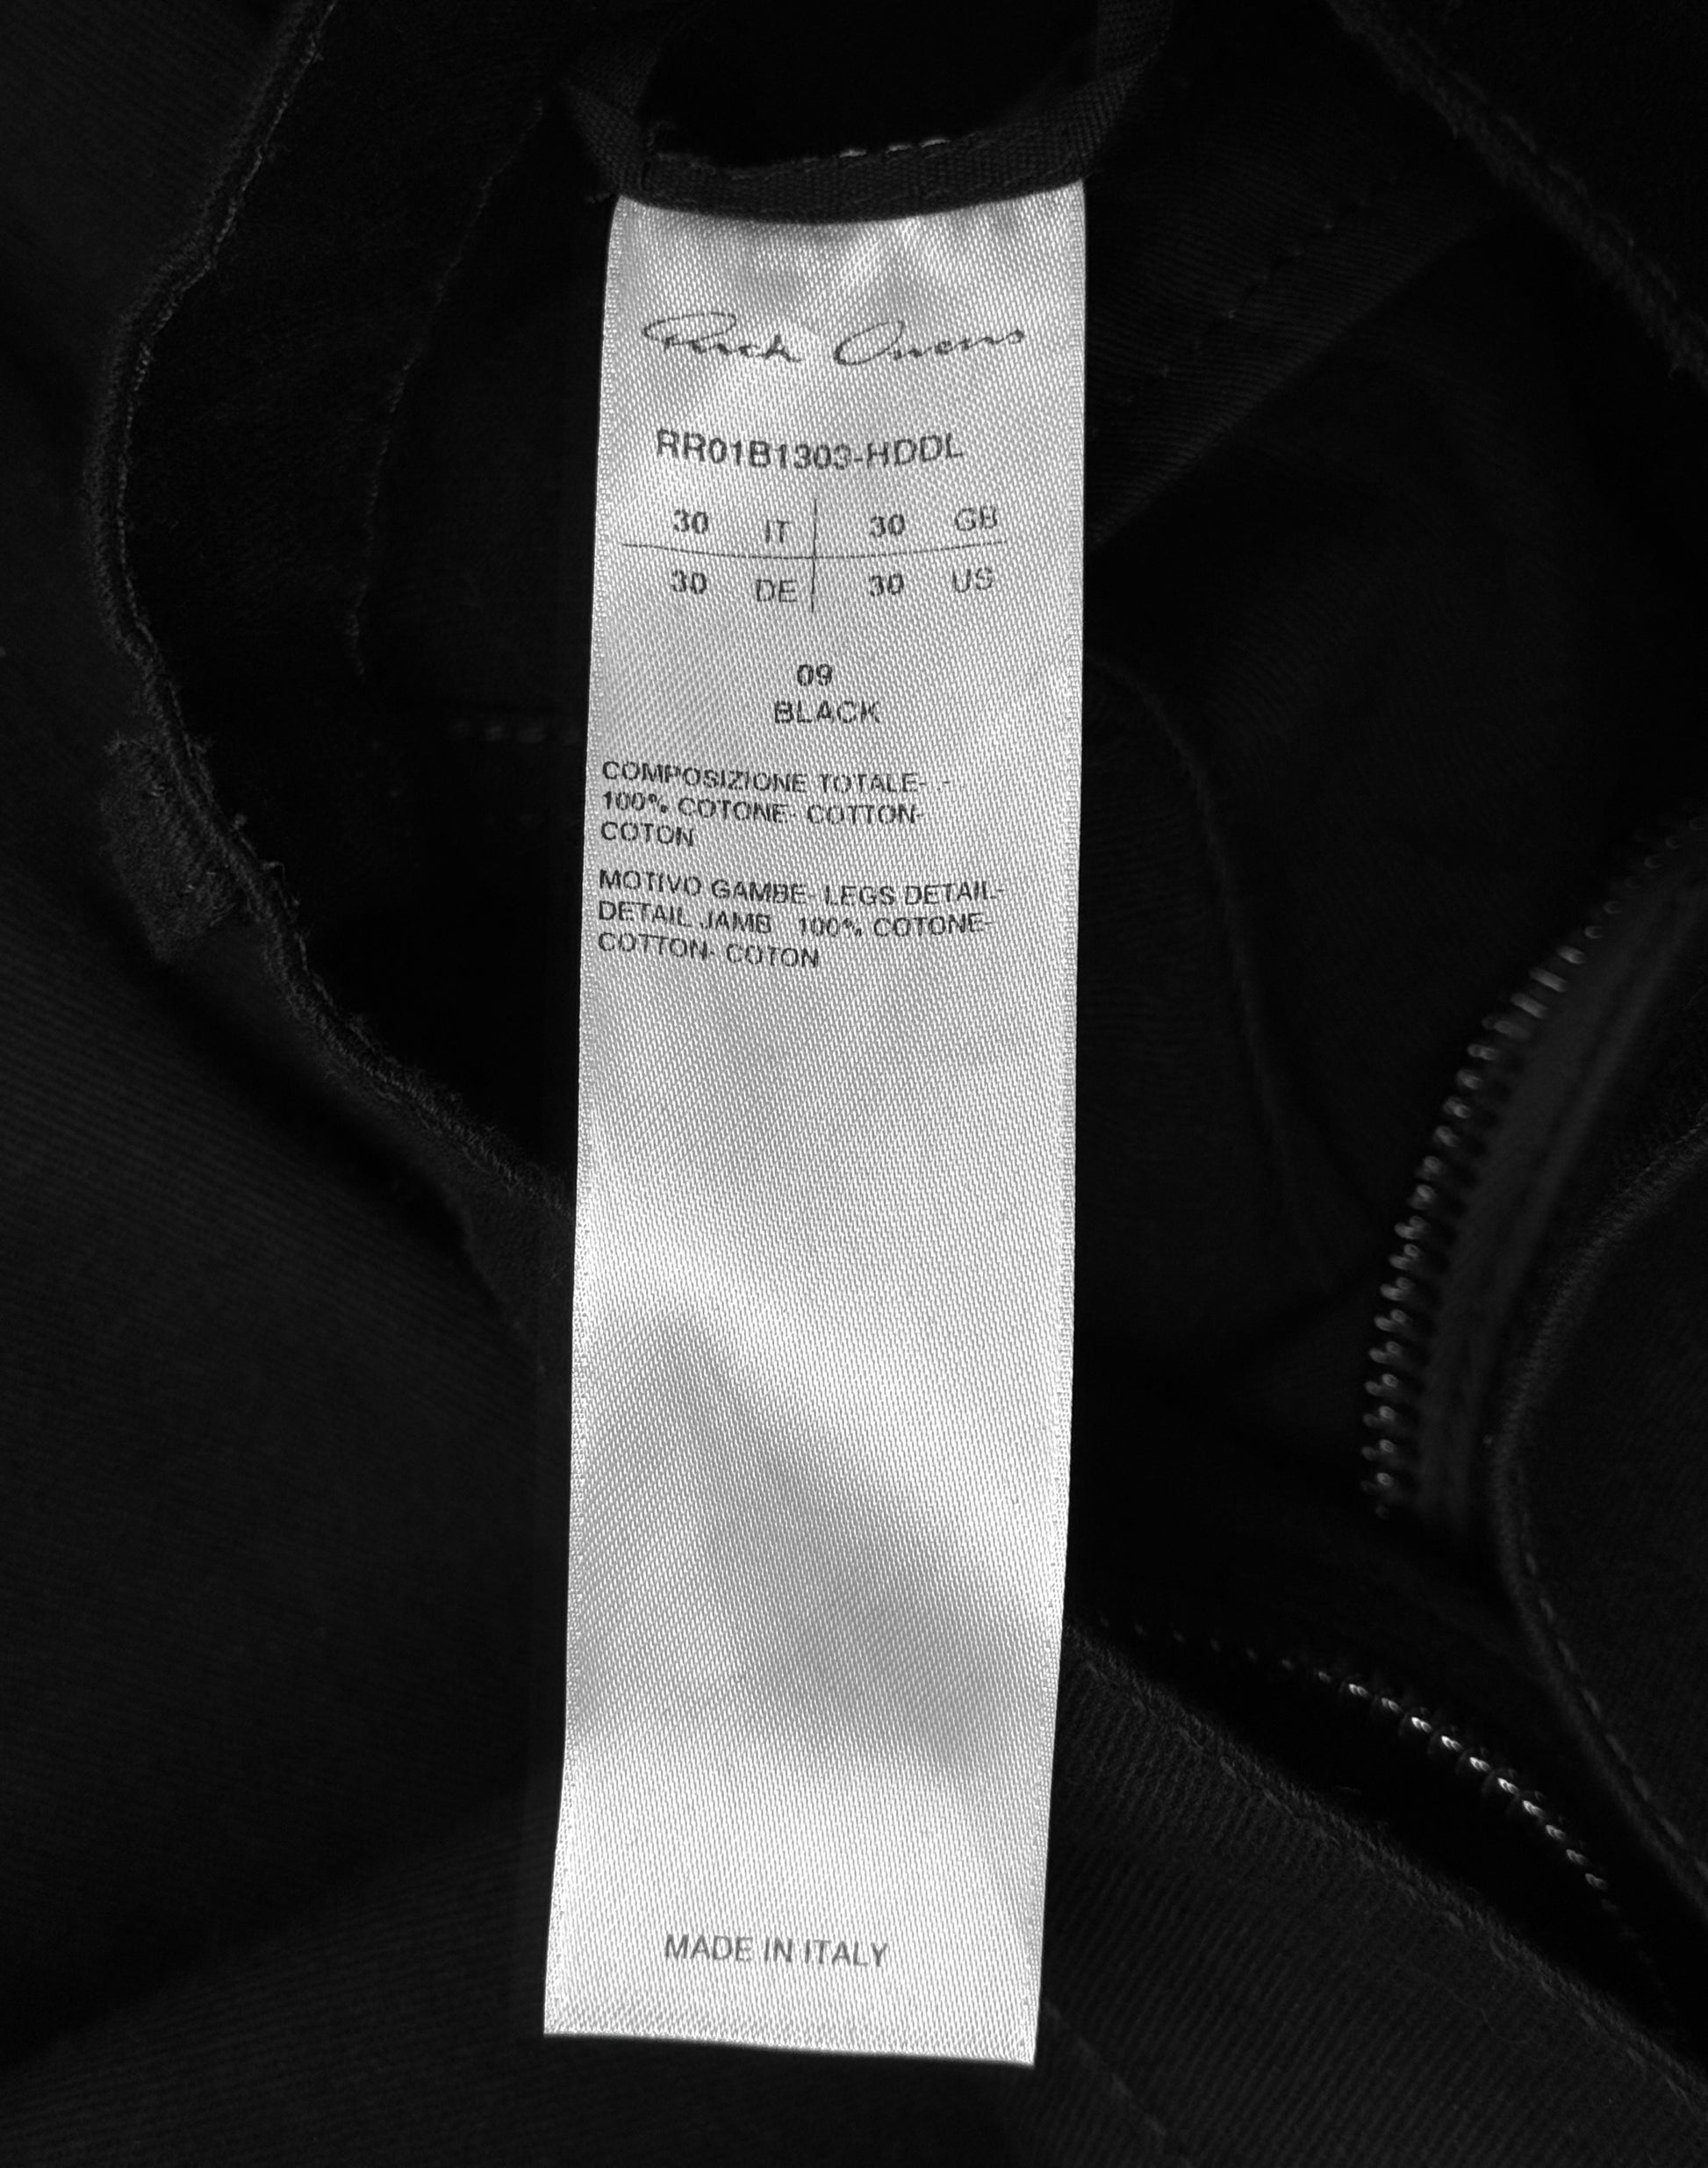 Rick Owens
RR01B1303-HDDL
30 IT 30 GB
30 DE 30 US
09
BLACK
COMPOSIZIONE TOTALE- -
100% COTONE- COTTON-
COTON
MOTIVO GAMBE- LEGS DETAIL-
DETAIL JAMB 100% COTONE-
COTTON- COTON
MADE IN ITALY